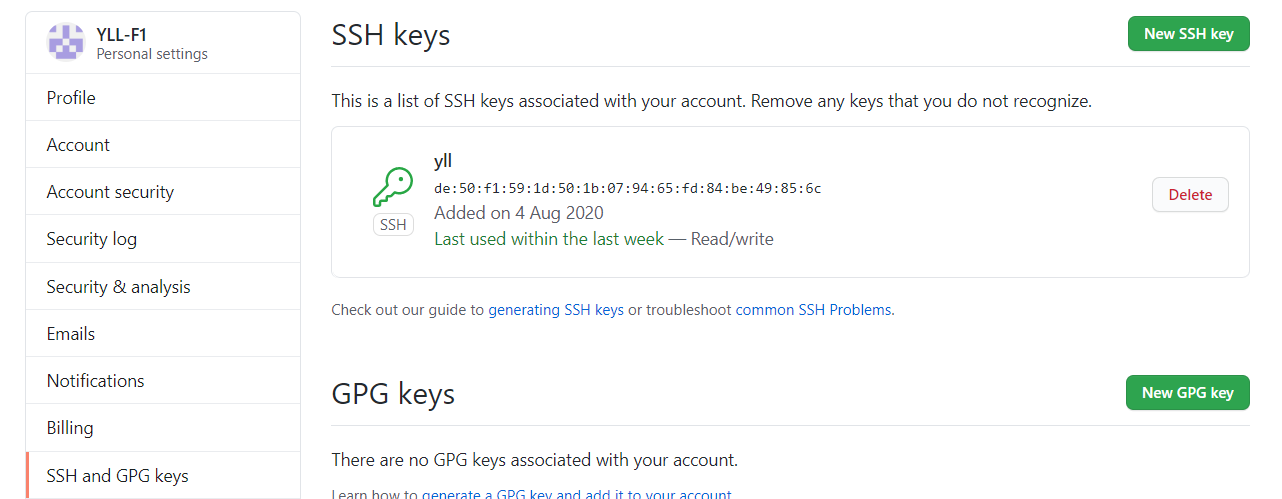 YLL-F1
Personal settings
Profile
Account
Account security
Security log
Security & analysis
Emails
Notifications
Billing
SSH and GPG keys
SSH keys
New SSH key
This is a list of SSH keys associated with your account. Remove any keys that you do not recognize.
yll
de:50:f1:59:1d:50:1b:07:94:65:fd:84:be:49:85:6c
Added on 4 Aug 2020
Last used within the last week — Read/write
SSH
Delete
Check out our guide to generating SSH keys or troubleshoot common SSH Problems.
GPG keys
New GPG key
There are no GPG keys associated with your account.
Learn how to generate a GPG key and add it to your account